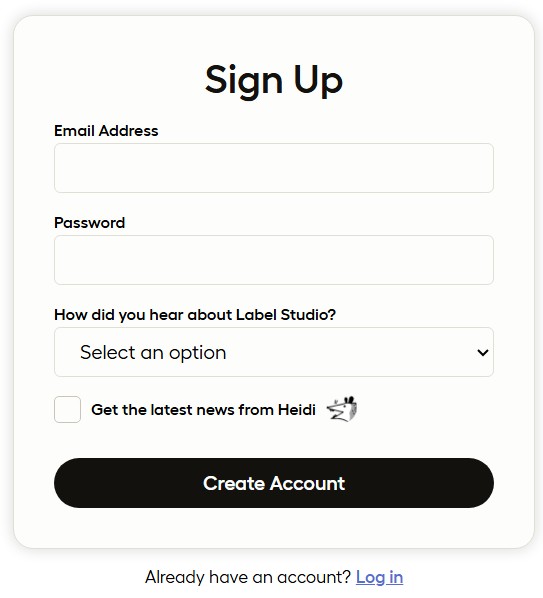 Sign Up
Email Address
Password
How did you hear about Label Studio?
Select an option
Get the latest news from Heidi
Create Account
Already have an account? Log in